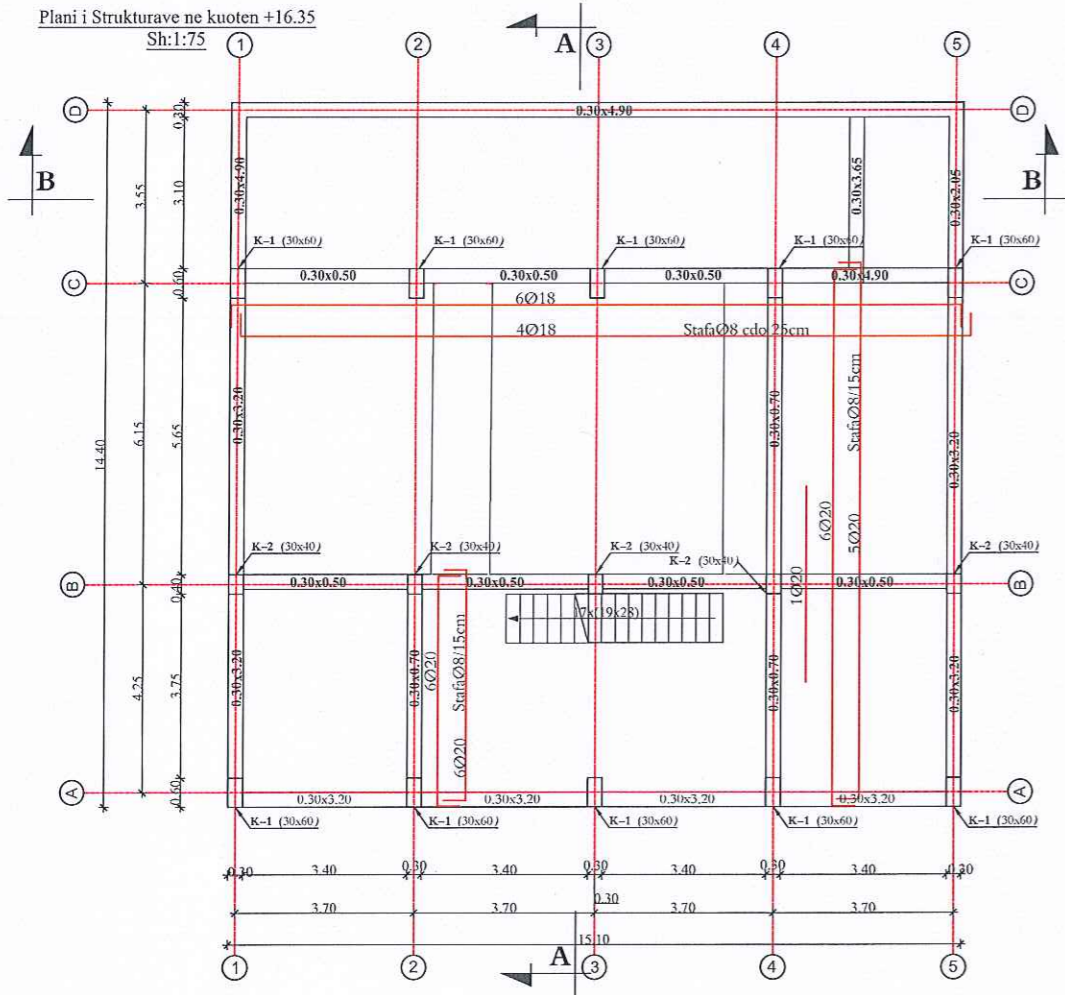 Plani i Strukturave ne kuoten +16.35
Sh:1:75
A
1
2
3
4
5
D
0.30x4.90
D
0.30
B
B
3.55
3.10
0.30x4.90
0.30x3.65
0.30x2.05
K-1 (30x60)
K-1 (30x60)
K-1 (30x60)
K-1 (30x60)
K-1 (30x60)
C
0.60
0.30x0.50
0.30x0.50
0.30x0.50
0.30x4.90
C
6Ø18
4Ø18
StafaØ8 cdo 25cm
StafaØ8/15cm
14.40
6.15
5.65
0.30x3.20
0.30x0.70
0.30x3.20
6Ø20
5Ø20
1Ø20
K-2 (30x40)
K-2 (30x40)
K-2 (30x40)
K-2 (30x40)
K-2 (30x40)
B
0.40
0.30x0.50
0.30x0.50
0.30x0.50
0.30x0.50
B
17x(19x28)
4.25
3.75
0.30x3.20
0.30x0.70
6Ø20
StafaØ8/15cm
6Ø20
0.30x0.70
0.30x3.20
A
0.60
0.30x3.20
0.30x3.20
0.30x3.20
0.30x3.20
A
K-1 (30x60)
K-1 (30x60)
K-1 (30x60)
K-1 (30x60)
K-1 (30x60)
0.30
3.40
0.30
3.40
0.30
3.40
0.30
3.40
0.30
0.30
3.70
3.70
3.70
3.70
15.10
A
1
2
3
4
5